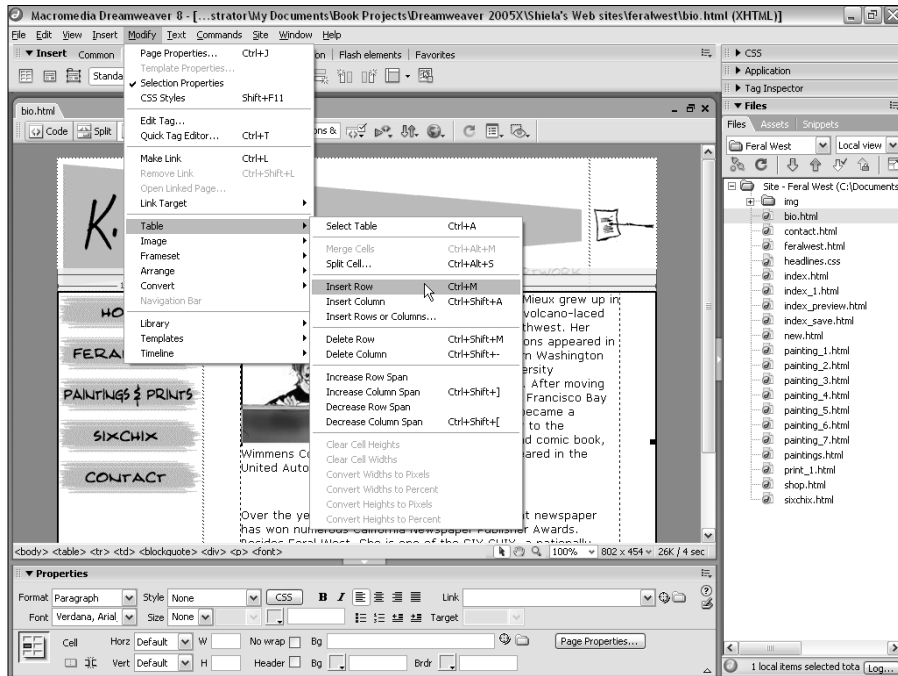 Macromedia Dreamweaver 8 - [...strator\My Documents\Book Projects\Dreamweaver 2005X\Shiela's Web sites\feralwest\bio.html (XHTML)]
File Edit View Insert Modify Text Commands Site Window Help
Insert Common
Flash elements Favorites
Standa
bio.html
Code Split
Page Properties... Ctrl+J
Template Properties...
Selection Properties
CSS Styles Shift+F11
Edit Tag...
Quick Tag Editor... Ctrl+T
Make Link Ctrl+L
Remove Link Ctrl+Shift+L
Open Linked Page...
Link Target
Table
Image
Frameset
Arrange
Convert
Navigation Bar
Library
Templates
Timeline
Select Table Ctrl+A
Merge Cells Ctrl+Alt+M
Split Cell... Ctrl+Alt+S
Insert Row Ctrl+M
Insert Column Ctrl+Shift+A
Insert Rows or Columns...
Delete Row Ctrl+Shift+M
Delete Column Ctrl+Shift+-
Increase Row Span
Increase Column Span Ctrl+Shift+]
Decrease Row Span
Decrease Column Span Ctrl+Shift+[
Clear Cell Heights
Clear Cell Widths
Convert Widths to Pixels
Convert Widths to Percent
Convert Heights to Pixels
Convert Heights to Percent
K.
HO
FERA
PAINTINGS & PRINTS
SIXCHIX
CONTACT
Mieux grew up in
volcano-laced
thwest. Her
ons appeared in
n Washington
ersity
. After moving
Francisco Bay
became a
to the
d comic book,
Wimmens Co
eared in the
United Auto
Over the ye
t newspaper
has won numerous California Newspaper Publisher Awards.
Besides Feral West, She is one of the SIX CHIX, a nationally
<body> <table> <tr> <td> <blockquote> <div> <p> <font>
100% 802 x 454 26K / 4 sec
Properties
Format Paragraph Style None CSS B I Link
Font Verdana, Arial Size None Target
Cell Horz Default W No wrap Bg Page Properties...
Vert Default H Header Bg Brdr
CSS
Application
Tag Inspector
Files
Files Assets Snippets
Feral West Local view
Site - Feral West (C:\Documents
img
bio.html
contact.html
feralwest.html
headlines.css
index.html
index_1.html
index_preview.html
index_save.html
new.html
painting_1.html
painting_2.html
painting_3.html
painting_4.html
painting_5.html
painting_6.html
painting_7.html
paintings.html
print_1.html
shop.html
sixchix.html
1 local items selected tota Log...